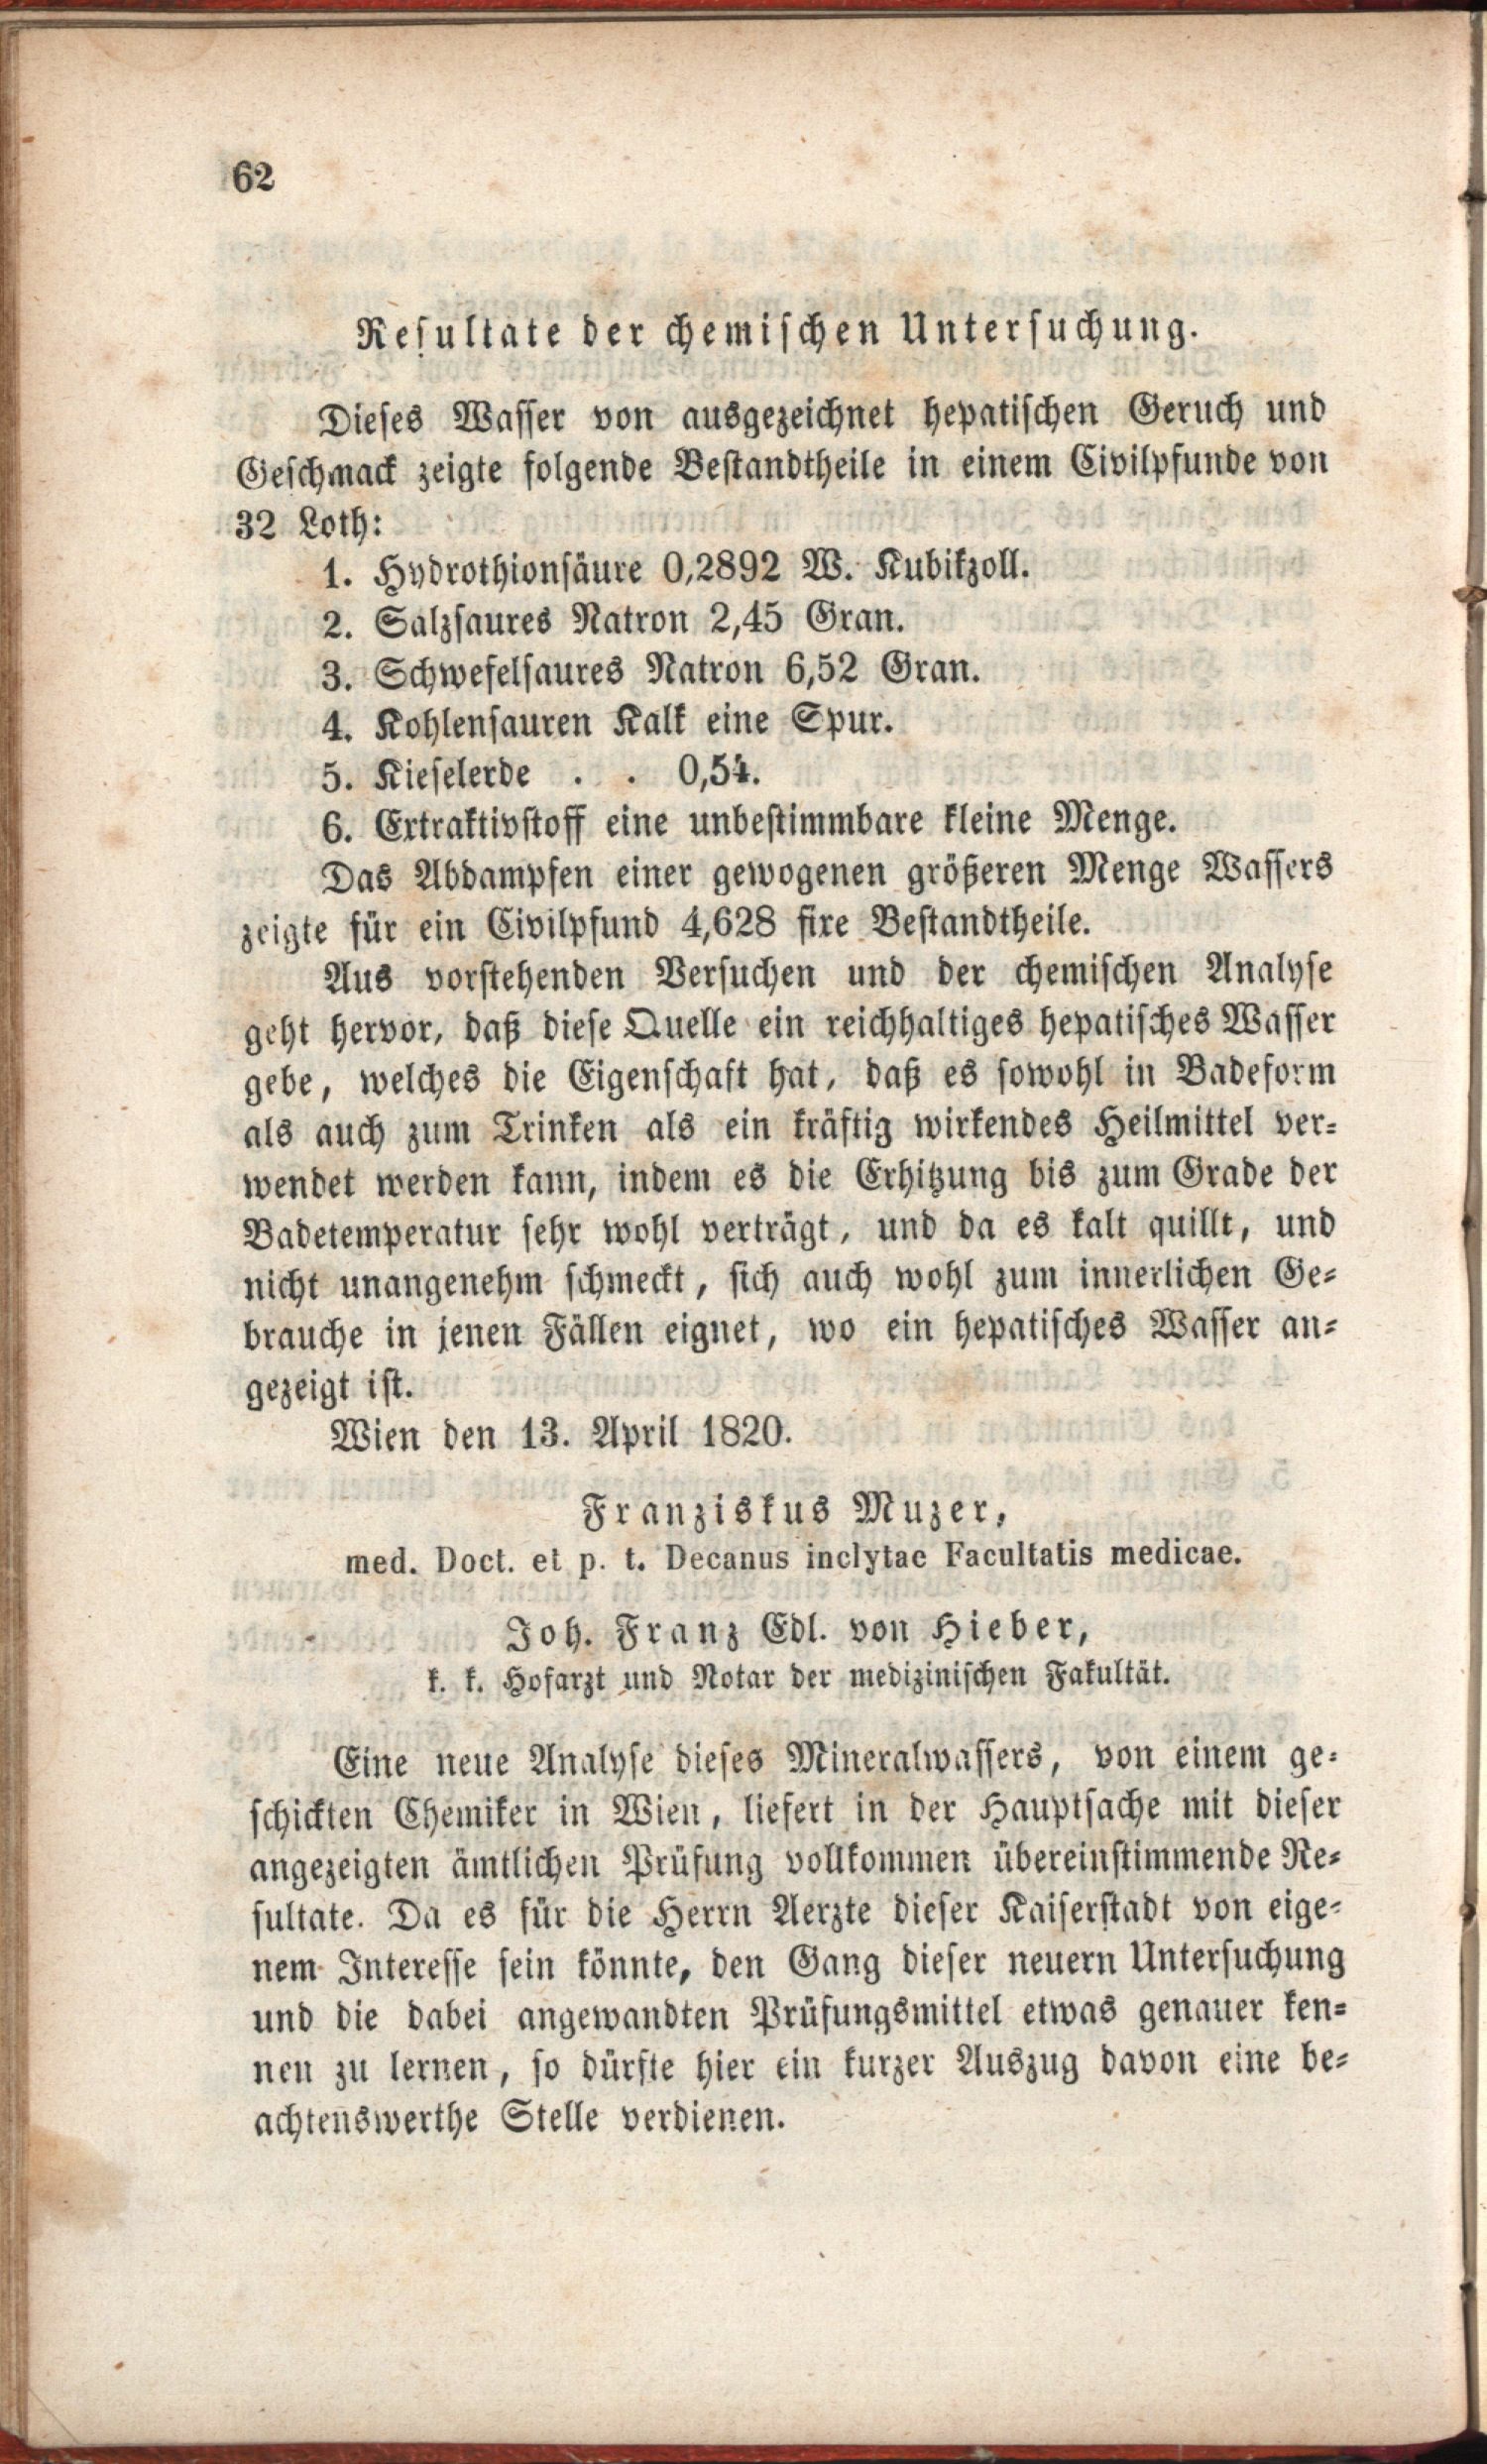 62
Resultate der chemischen Untersuchung.
Dieses Wasser von ausgezeichnet hepatischen Geruch und
Geschmack zeigte folgende Bestandtheile in einem Civilpfunde von
32 Loth:
1. Hydrothionsäure 0,2892 W. Kubikzoll.
2. Salzsaures Natron 2,45 Gran.
3. Schwefelsaures Natron 6,52 Gran.
4. Kohlensauren Kalk eine Spur.
5. Kieselerde . . 0,54.
6. Extraktivstoff eine unbestimmbare kleine Menge.
Das Abdampfen einer gewogenen größeren Menge Wassers
zeigte für ein Civilpfund 4,628 fixe Bestandtheile.
Aus vorstehenden Versuchen und der chemischen Analyse
geht hervor, daß diese Quelle ein reichhaltiges hepatisches Wasser
gebe, welches die Eigenschaft hat, daß es sowohl in Badeform
als auch zum Trinken als ein kräftig wirkendes Heilmittel ver-
wendet werden kann, indem es die Erhitzung bis zum Grade der
Badetemperatur sehr wohl verträgt, und da es kalt quillt, und
nicht unangenehm schmeckt, sich auch wohl zum innerlichen Ge-
brauche in jenen Fällen eignet, wo ein hepatisches Wasser an-
gezeigt ist.
Wien den 13. April 1820.
Franziskus Muzer,
med. Doct. et p. t. Decanus inclytae Facultatis medicae.
Joh. Franz Edl. von Hieber,
k. k. Hofarzt und Notar der medizinischen Fakultät.
Eine neue Analyse dieses Mineralwassers, von einem ge-
schickten Chemiker in Wien, liefert in der Hauptsache mit dieser
angezeigten ämtlichen Prüfung vollkommen übereinstimmende Re-
sultate. Da es für die Herrn Aerzte dieser Kaiserstadt von eige-
nem Interesse sein könnte, den Gang dieser neuern Untersuchung
und die dabei angewandten Prüfungsmittel etwas genauer ken-
nen zu lernen, so dürfte hier ein kurzer Auszug davon eine be-
achtenswerthe Stelle verdienen.